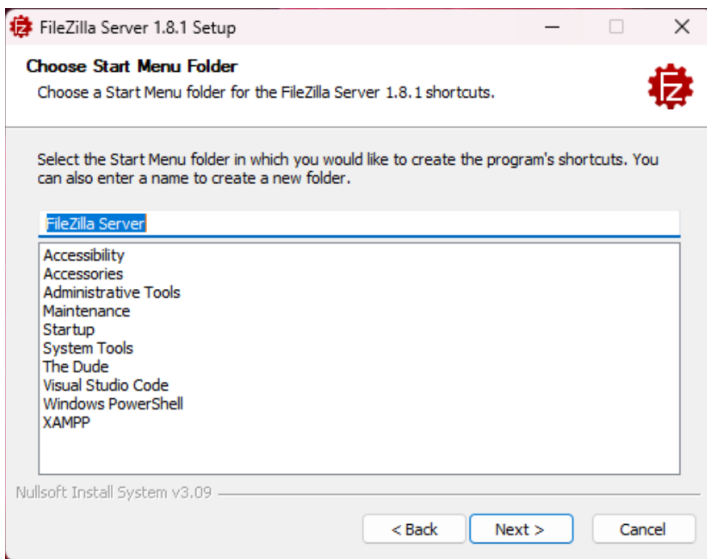 FileZilla Server 1.8.1 Setup
Choose Start Menu Folder
Choose a Start Menu folder for the FileZilla Server 1.8.1 shortcuts.
Fz
Select the Start Menu folder in which you would like to create the program's shortcuts. You
can also enter a name to create a new folder.
FileZilla Server
Accessibility
Accessories
Administrative Tools
Maintenance
Startup
System Tools
The Dude
Visual Studio Code
Windows PowerShell
XAMPP
Nullsoft Install System v3.09
< Back
Next >
Cancel